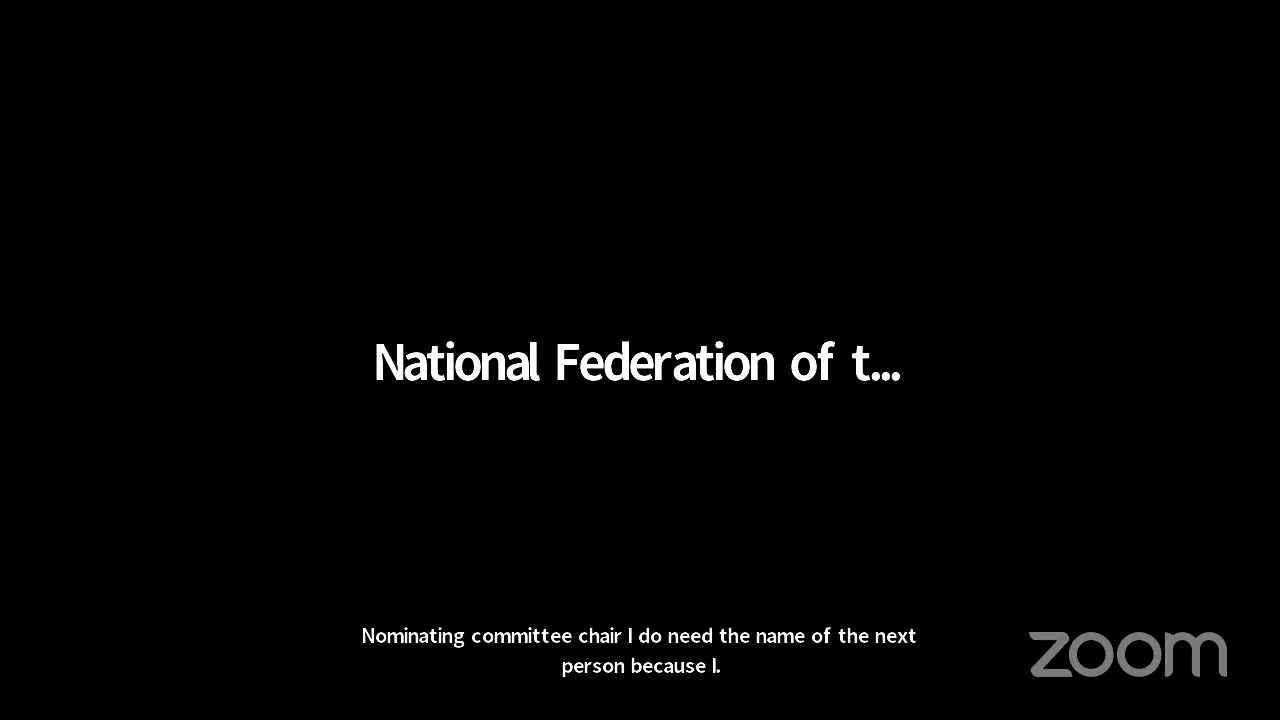 National Federation of t...
Nominating committee chair I do need the name of the next
person because I.
zoom